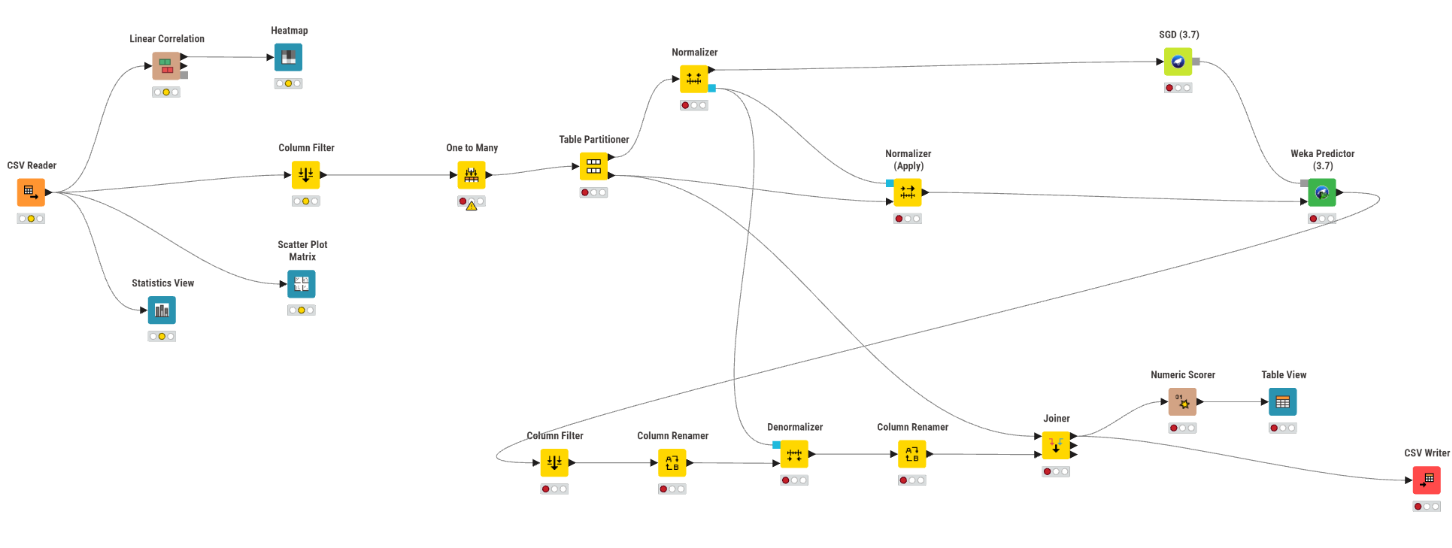 Linear Correlation
Heatmap
SGD (3.7)
Normalizer
Table Partitioner
Column Filter
One to Many
Normalizer
(Apply)
Weka Predictor
(3.7)
CSV Reader
Scatter Plot
Matrix
Statistics View
Numeric Scorer
Table View
Joiner
Column Filter
Column Renamer
Denormalizer
Column Renamer
CSV Writer